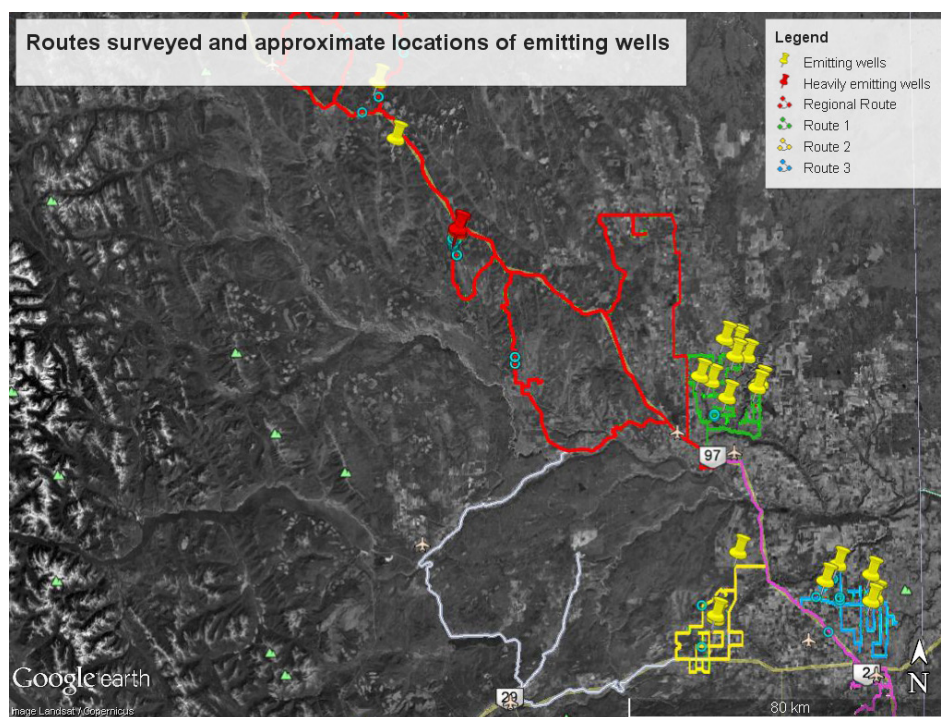 Routes surveyed and approximate locations of emitting wells
Legend
Emitting wells
Heavily emitting wells
Regional Route
Route 1
Route 2
Route 3
97
2
29
N
80 km
Google earth
Image Landsat / Copernicus